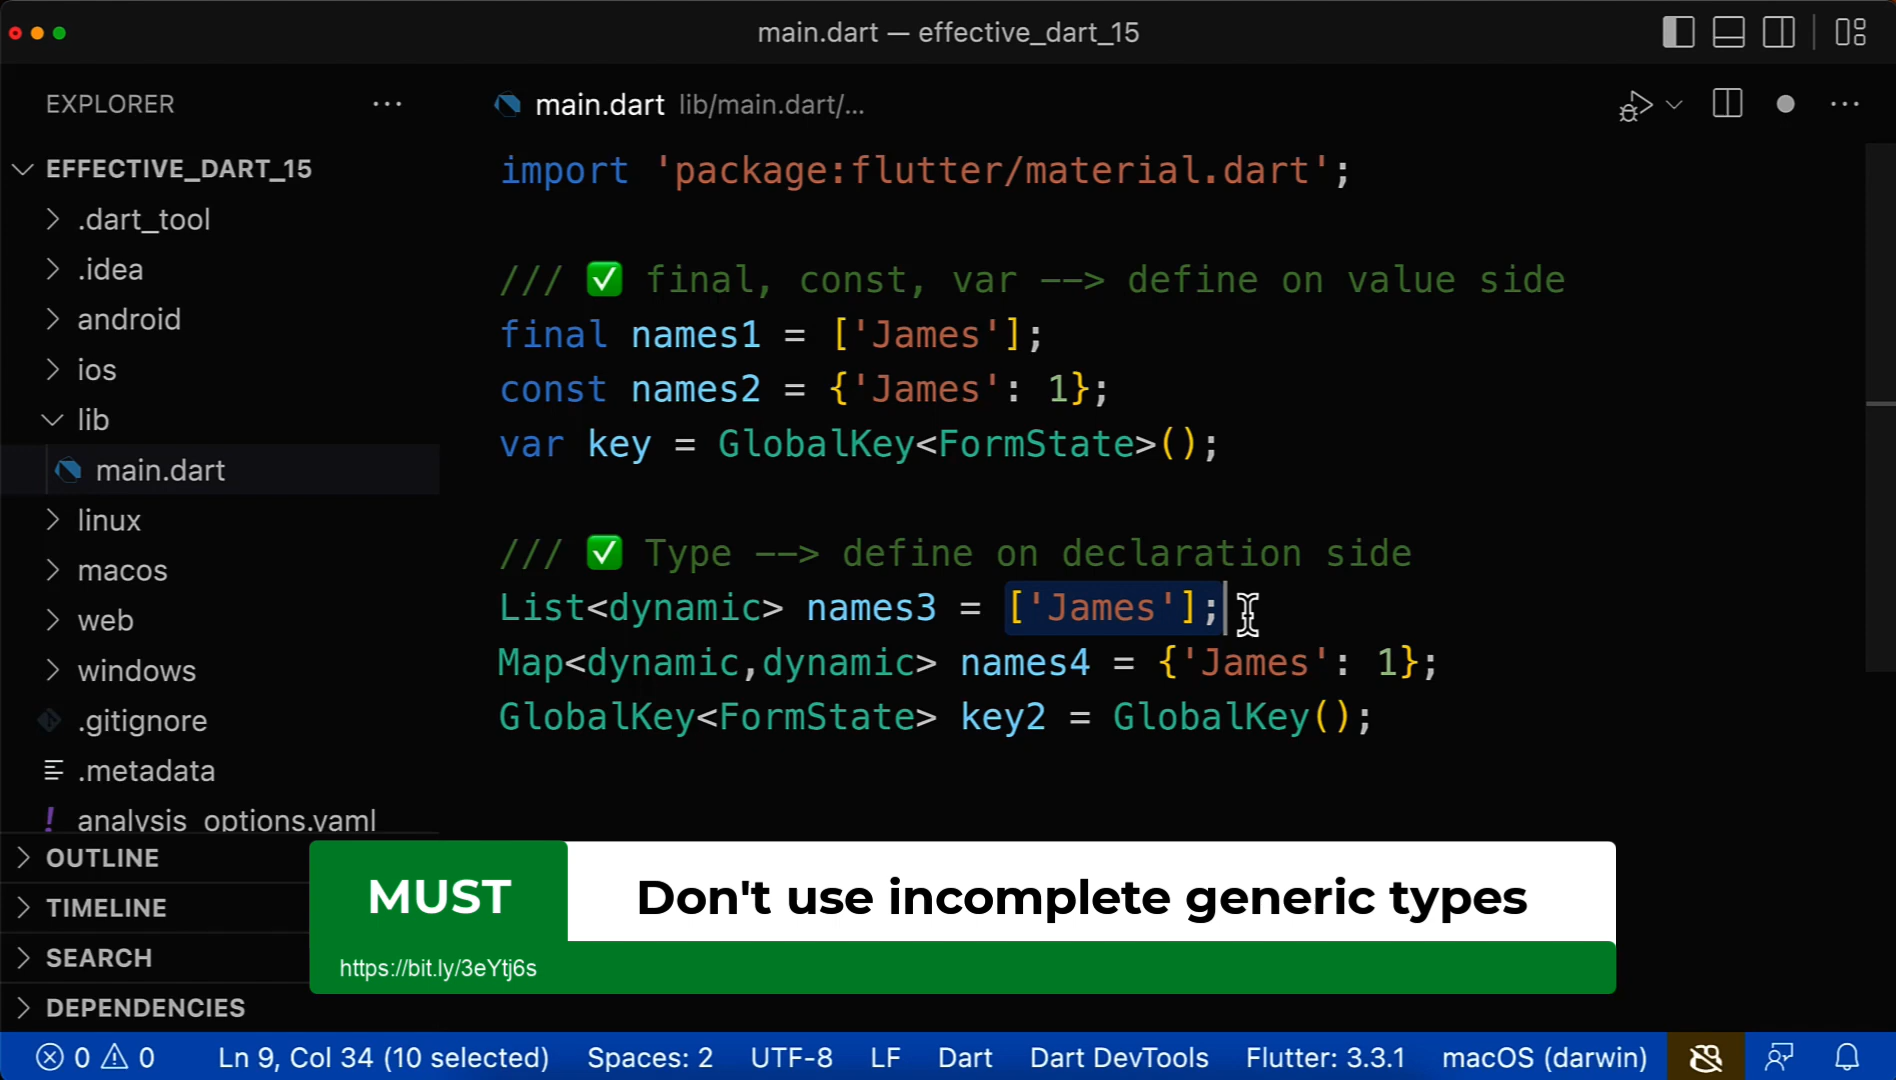 main.dart — effective_dart_15
EXPLORER
main.dart lib/main.dart/...
EFFECTIVE_DART_15
.dart_tool
.idea
android
ios
lib
main.dart
linux
macos
web
windows
.gitignore
.metadata
analysis_options.yaml
OUTLINE
TIMELINE
SEARCH
DEPENDENCIES
import 'package:flutter/material.dart';
/// ✅ final, const, var --> define on value side
final names1 = ['James'];
const names2 = {'James': 1};
var key = GlobalKey<FormState>();
/// ✅ Type --> define on declaration side
List<dynamic> names3 = ['James'];
Map<dynamic,dynamic> names4 = {'James': 1};
GlobalKey<FormState> key2 = GlobalKey();
MUST
Don't use incomplete generic types
https://bit.ly/3eYtj6s
0 0 Ln 9, Col 34 (10 selected) Spaces: 2 UTF-8 LF Dart Dart DevTools Flutter: 3.3.1 macOS (darwin)